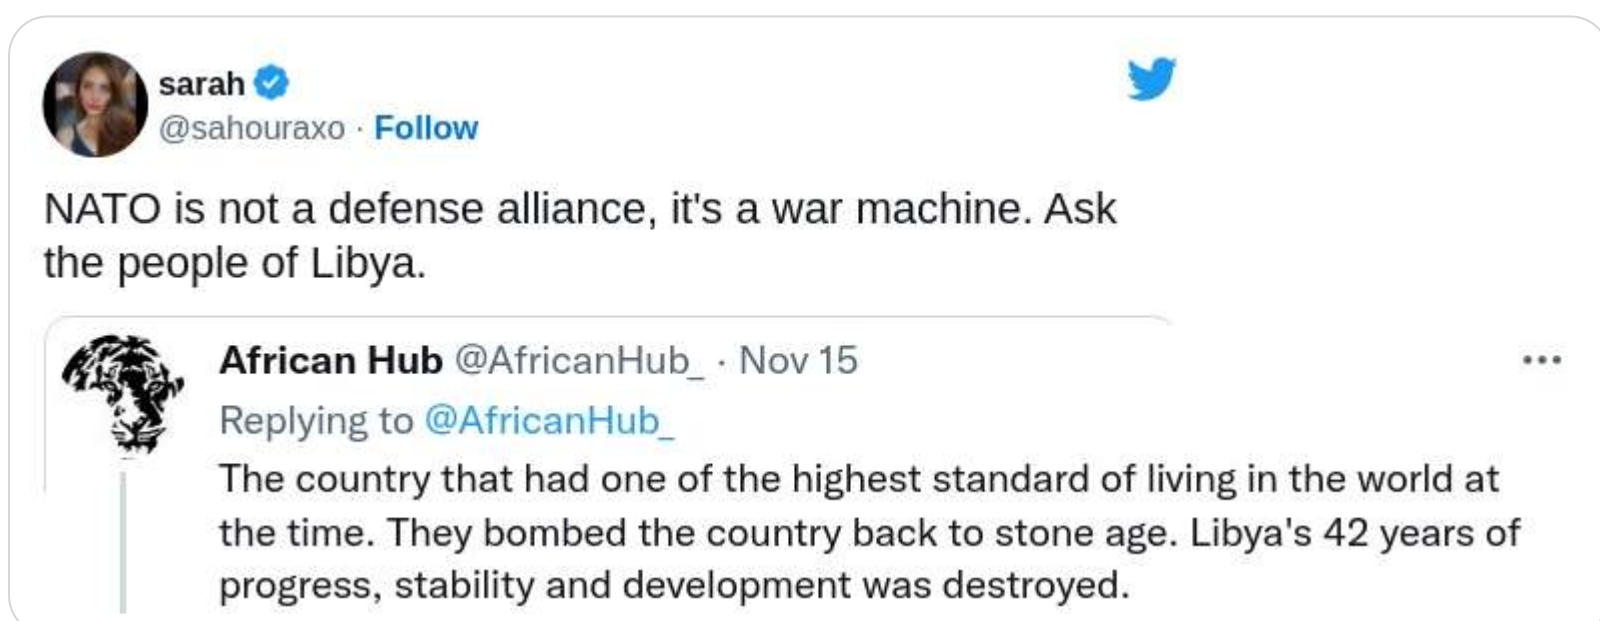 sarah
@sahouraxo · Follow
NATO is not a defense alliance, it's a war machine. Ask
the people of Libya.
African Hub @AfricanHub_ · Nov 15
Replying to @AfricanHub_
The country that had one of the highest standard of living in the world at
the time. They bombed the country back to stone age. Libya's 42 years of
progress, stability and development was destroyed.